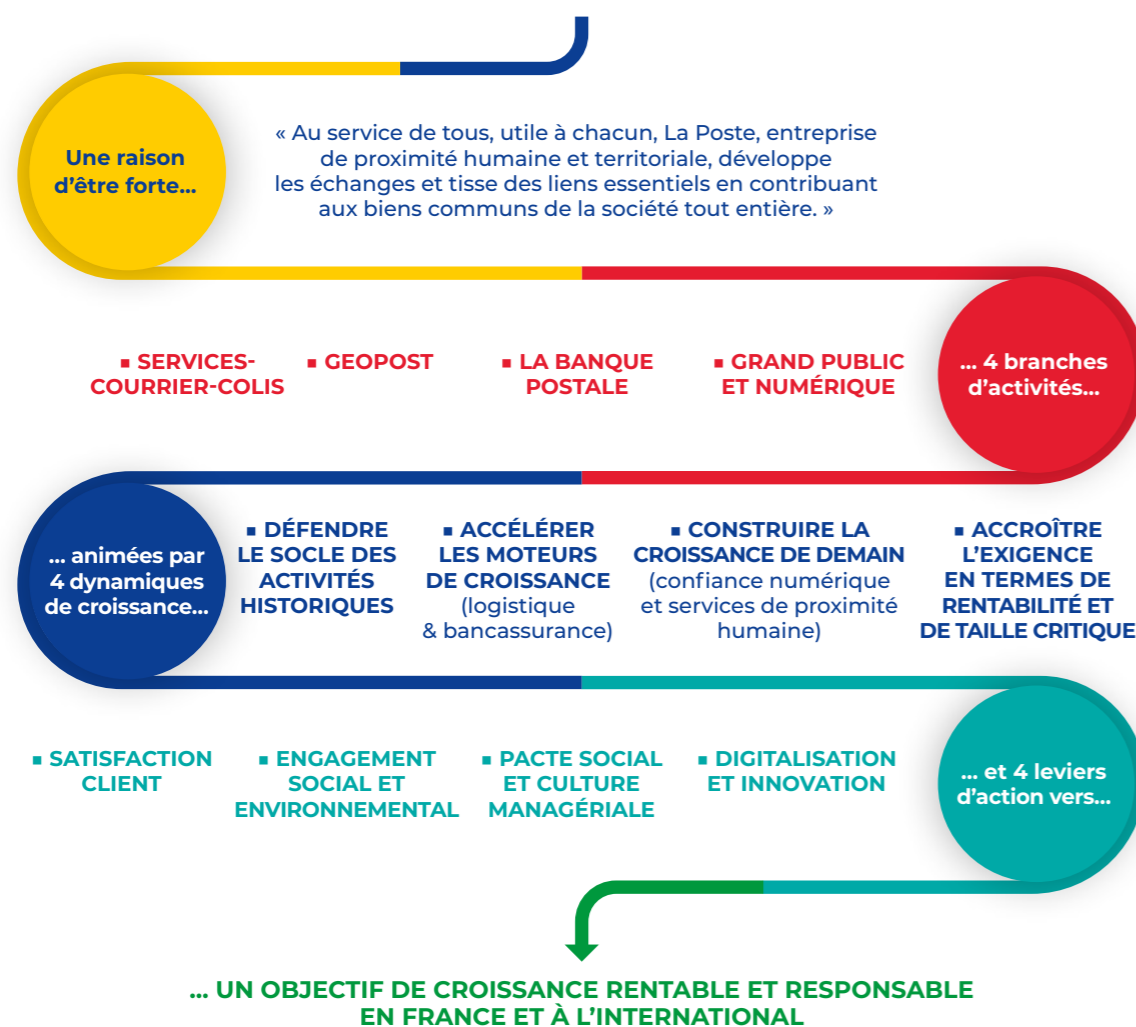 Une raison
d'être forte...
« Au service de tous, utile à chacun, La Poste, entreprise
de proximité humaine et territoriale, développe
les échanges et tisse des liens essentiels en contribuant
aux biens communs de la société tout entière. »
▪ SERVICES-
COURRIER-COLIS
▪ GEOPOST
▪ LA BANQUE
POSTALE
▪ GRAND PUBLIC
ET NUMÉRIQUE
... 4 branches
d'activités...
... animées par
4 dynamiques
de croissance...
▪ DÉFENDRE
LE SOCLE DES
ACTIVITÉS
HISTORIQUES
▪ ACCÉLÉRER
LES MOTEURS
DE CROISSANCE
(logistique
& bancassurance)
▪ CONSTRUIRE LA
CROISSANCE DE DEMAIN
(confiance numérique
et services de proximité
humaine)
▪ ACCROÎTRE
L'EXIGENCE
EN TERMES DE
RENTABILITÉ ET
DE TAILLE CRITIQUE
▪ SATISFACTION
CLIENT
▪ ENGAGEMENT
SOCIAL ET
ENVIRONNEMENTAL
▪ PACTE SOCIAL
ET CULTURE
MANAGÉRIALE
▪ DIGITALISATION
ET INNOVATION
... et 4 leviers
d'action vers...
... UN OBJECTIF DE CROISSANCE RENTABLE ET RESPONSABLE
EN FRANCE ET À L'INTERNATIONAL